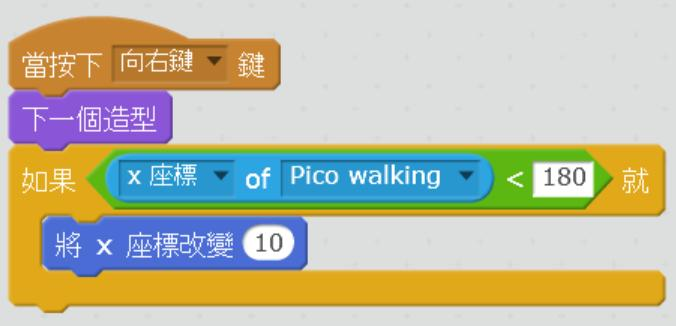 當按下 向右鍵 鍵
下一個造型
如果 x 座標 of Pico walking < 180 就
將 x 座標改變 10